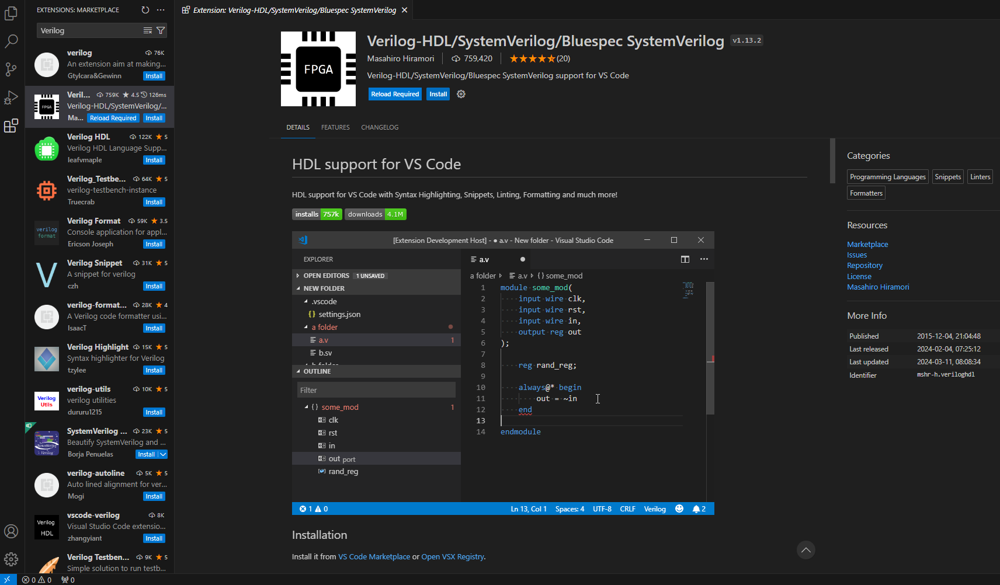 EXTENSIONS: MARKETPLACE
Verilog
verilog 76K
An extension aim at making...
Gtylcara&Gewinn Install
Veril... 759K 4.5 126ms
Verilog-HDL/SystemVerilog/...
Ma... Reload Required Install
Verilog HDL 122K 5
Verilog HDL Language Supp...
leafvmaple Install
Verilog_Testbe... 64K 5
verilog-testbench-instance
Truecrab Install
verilog
format
Verilog Format 59K 3.5
Console application for appl...
Ericson Joseph Install
Verilog Snippet 31K 5
A snippet for verilog
czh Install
verilog-format... 28K 4
A Verilog code formatter usi...
IsaacT Install
Verilog Highlight 15K 5
Syntax highlighter for Verilog
tzylee Install
Verilog
Utils
verilog-utils 10K 5
verilog utilities
dururu1215 Install
SystemVerilog ... 23K 5
Beautify SystemVerilog and ...
Borja Penuelas Install
verilog-autoline 5K 5
Auto lined alignment for ver...
Mogi Install
Verilog
HDL
vscode-verilog 8K
Visual Studio Code extensio...
zhangyiant Install
Verilog Testben... 9K 5
Simple solution to run testb...
0 0 0
Extension: Verilog-HDL/SystemVerilog/Bluespec SystemVerilog
FPGA
Verilog-HDL/SystemVerilog/Bluespec SystemVerilog v1.13.2
Masahiro Hiramori 759,420 (20)
Verilog-HDL/SystemVerilog/Bluespec SystemVerilog support for VS Code
Reload Required Install
DETAILS FEATURES CHANGELOG
HDL support for VS Code
HDL support for VS Code with Syntax Highlighting, Snippets, Linting, Formatting and much more!
installs 757k downloads 4.1M
[Extension Development Host] - ● a.v - New folder - Visual Studio Code
EXPLORER
OPEN EDITORS 1 UNSAVED
NEW FOLDER
.vscode
{} settings.json
a folder
a.v 1
b.sv
OUTLINE
Filter
{} some_mod 1
clk
rst
in
out port
rand_reg
a.v
a folder a.v {} some_mod
1 module some_mod(
2 input wire clk,
3 input wire rst,
4 input wire in,
5 output reg out
6 );
7
8 reg rand_reg;
9
10 always@* begin
11 out = ~in
12 end
13
14 endmodule
1 0 Ln 13, Col 1 Spaces: 4 UTF-8 CRLF Verilog 2
Installation
Install it from VS Code Marketplace or Open VSX Registry.
Categories
Programming Languages Snippets Linters
Formatters
Resources
Marketplace
Issues
Repository
License
Masahiro Hiramori
More Info
Published 2015-12-04, 21:04:48
Last released 2024-02-04, 07:25:12
Last updated 2024-03-11, 08:08:34
Identifier mshr-h.veriloghdl